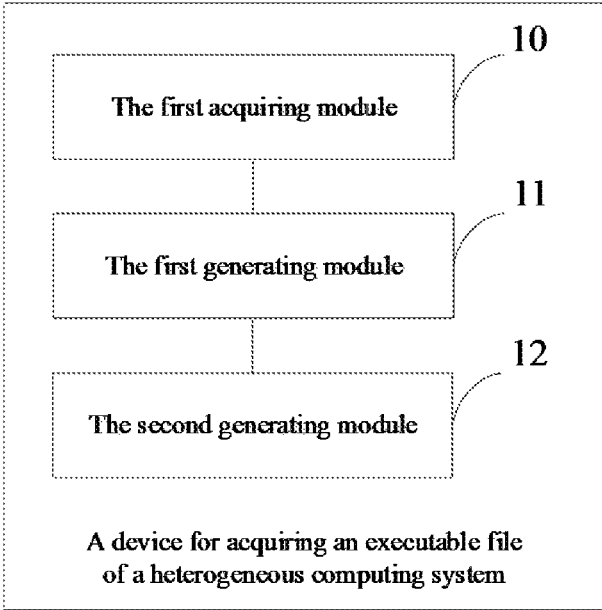 10
The first acquiring module
11
The first generating module
12
The second generating module
A device for acquiring an executable file
of a heterogeneous computing system